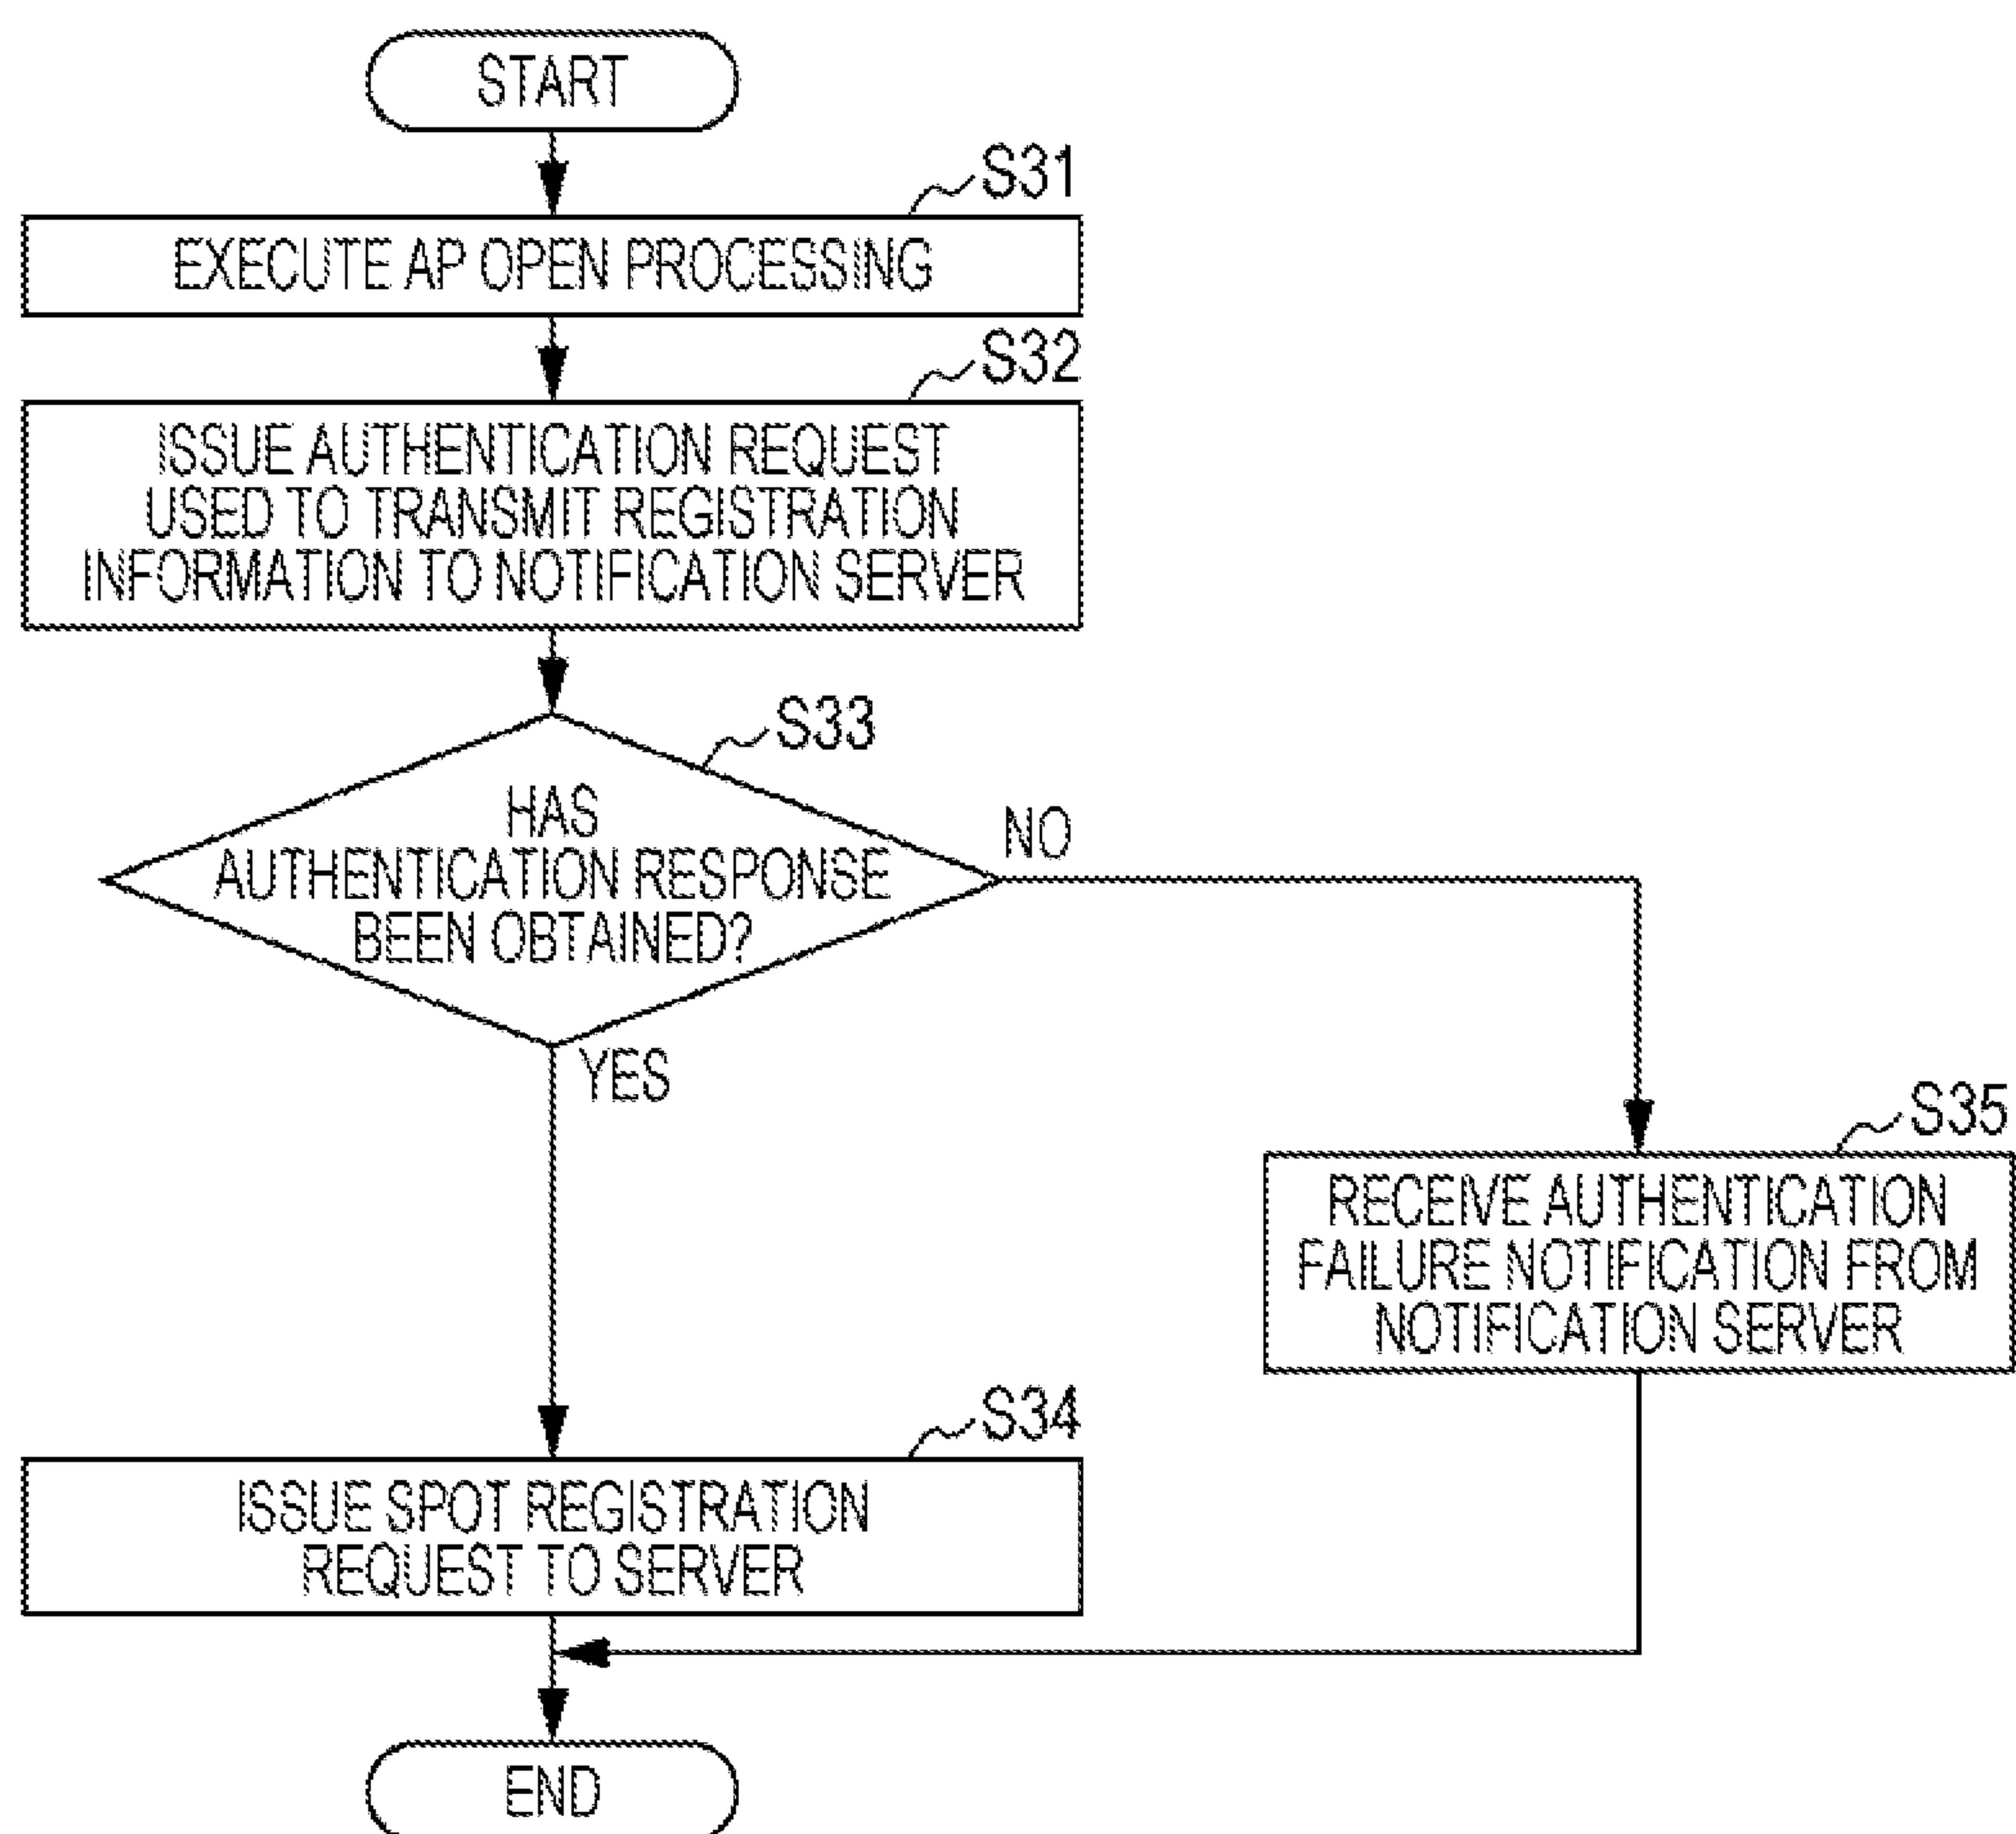 START
S31
EXECUTE AP OPEN PROCESSING
S32
ISSUE AUTHENTICATION REQUEST
USED TO TRANSMIT REGISTRATION
INFORMATION TO NOTIFICATION SERVER
S33
HAS
AUTHENTICATION RESPONSE
BEEN OBTAINED?
NO
YES
S35
RECEIVE AUTHENTICATION
FAILURE NOTIFICATION FROM
NOTIFICATION SERVER
S34
ISSUE SPOT REGISTRATION
REQUEST TO SERVER
END